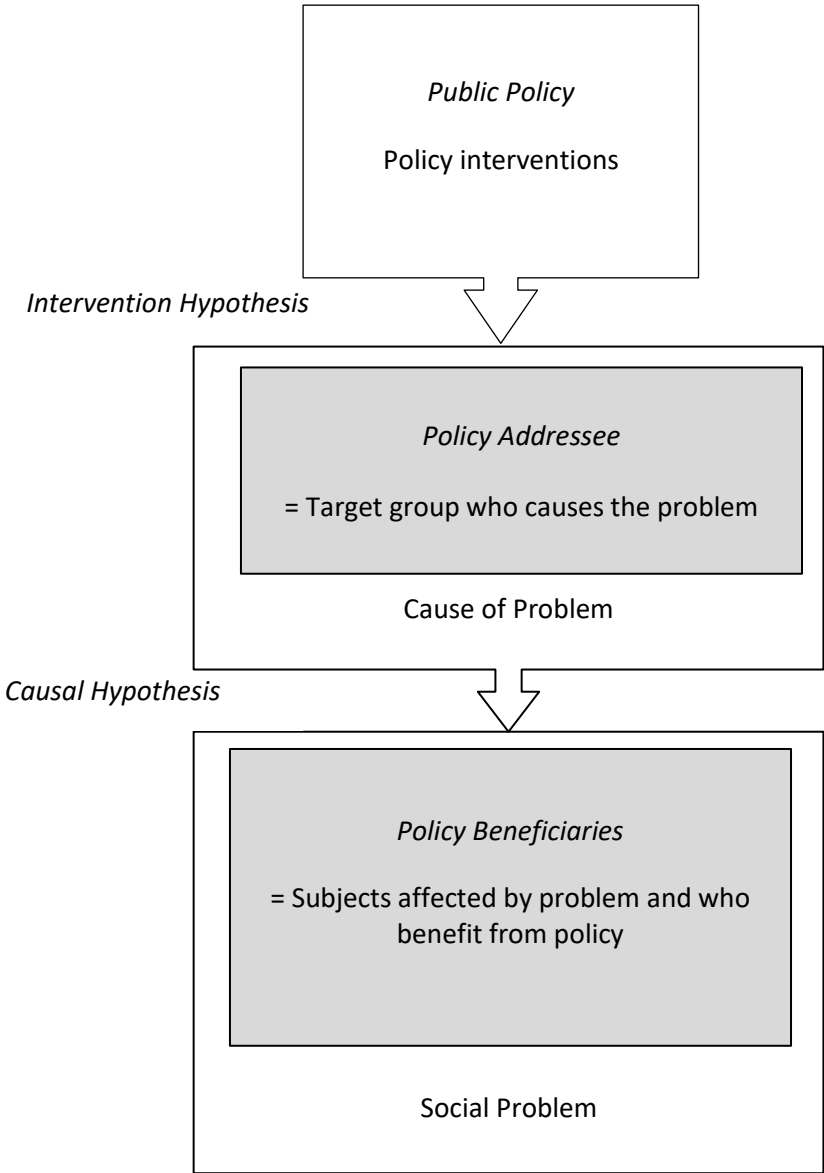 Public Policy
Policy interventions
Intervention Hypothesis
Policy Addressee
= Target group who causes the problem
Cause of Problem
Causal Hypothesis
Policy Beneficiaries
= Subjects affected by problem and who
benefit from policy
Social Problem